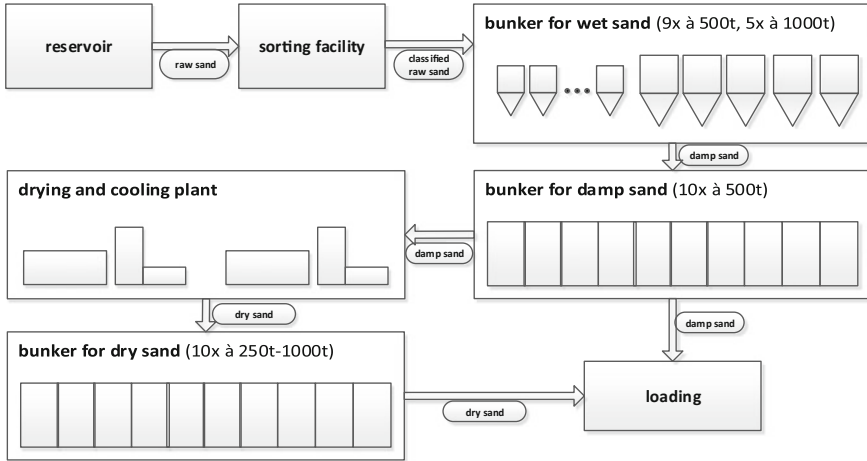 reservoir
raw sand
sorting facility
classified
raw sand
bunker for wet sand (9x à 500t, 5x à 1000t)
damp sand
drying and cooling plant
damp sand
bunker for damp sand (10x à 500t)
dry sand
damp sand
bunker for dry sand (10x à 250t-1000t)
dry sand
loading